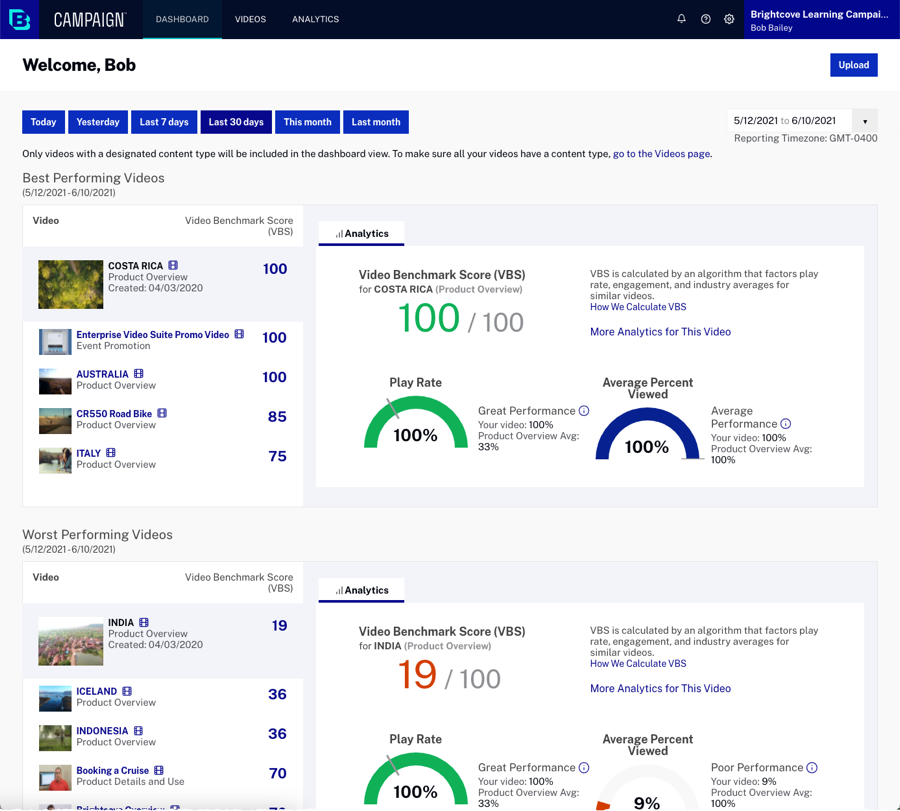 CAMPAIGN
DASHBOARD
VIDEOS
ANALYTICS
Brightcove Learning Campai...
Bob Bailey
Welcome, Bob
Upload
Today
Yesterday
Last 7 days
Last 30 days
This month
Last month
5/12/2021 to 6/10/2021
Reporting Timezone: GMT-0400
Only videos with a designated content type will be included in the dashboard view. To make sure all your videos have a content type, go to the Videos page.
Best Performing Videos
(5/12/2021 - 6/10/2021)
Video
Video Benchmark Score
(VBS)
COSTA RICA
Product Overview
Created: 04/03/2020
100
Enterprise Video Suite Promo Video
Event Promotion
100
AUSTRALIA
Product Overview
100
CR550 Road Bike
Product Overview
85
ITALY
Product Overview
75
Analytics
Video Benchmark Score (VBS)
for COSTA RICA (Product Overview)
100 / 100
VBS is calculated by an algorithm that factors play
rate, engagement, and industry averages for
similar videos.
How We Calculate VBS
More Analytics for This Video
Play Rate
100%
Great Performance
Your video: 100%
Product Overview Avg:
33%
Average Percent
Viewed
100%
Average
Performance
Your video: 100%
Product Overview Avg:
100%
Worst Performing Videos
(5/12/2021 - 6/10/2021)
Video
Video Benchmark Score
(VBS)
INDIA
Product Overview
Created: 04/03/2020
19
ICELAND
Product Overview
36
INDONESIA
Product Overview
36
Booking a Cruise
Product Details and Use
70
Brightcove Overview
Analytics
Video Benchmark Score (VBS)
for INDIA (Product Overview)
19 / 100
VBS is calculated by an algorithm that factors play
rate, engagement, and industry averages for
similar videos.
How We Calculate VBS
More Analytics for This Video
Play Rate
100%
Great Performance
Your video: 100%
Product Overview Avg:
33%
Average Percent
Viewed
9%
Poor Performance
Your video: 9%
Product Overview Avg:
100%